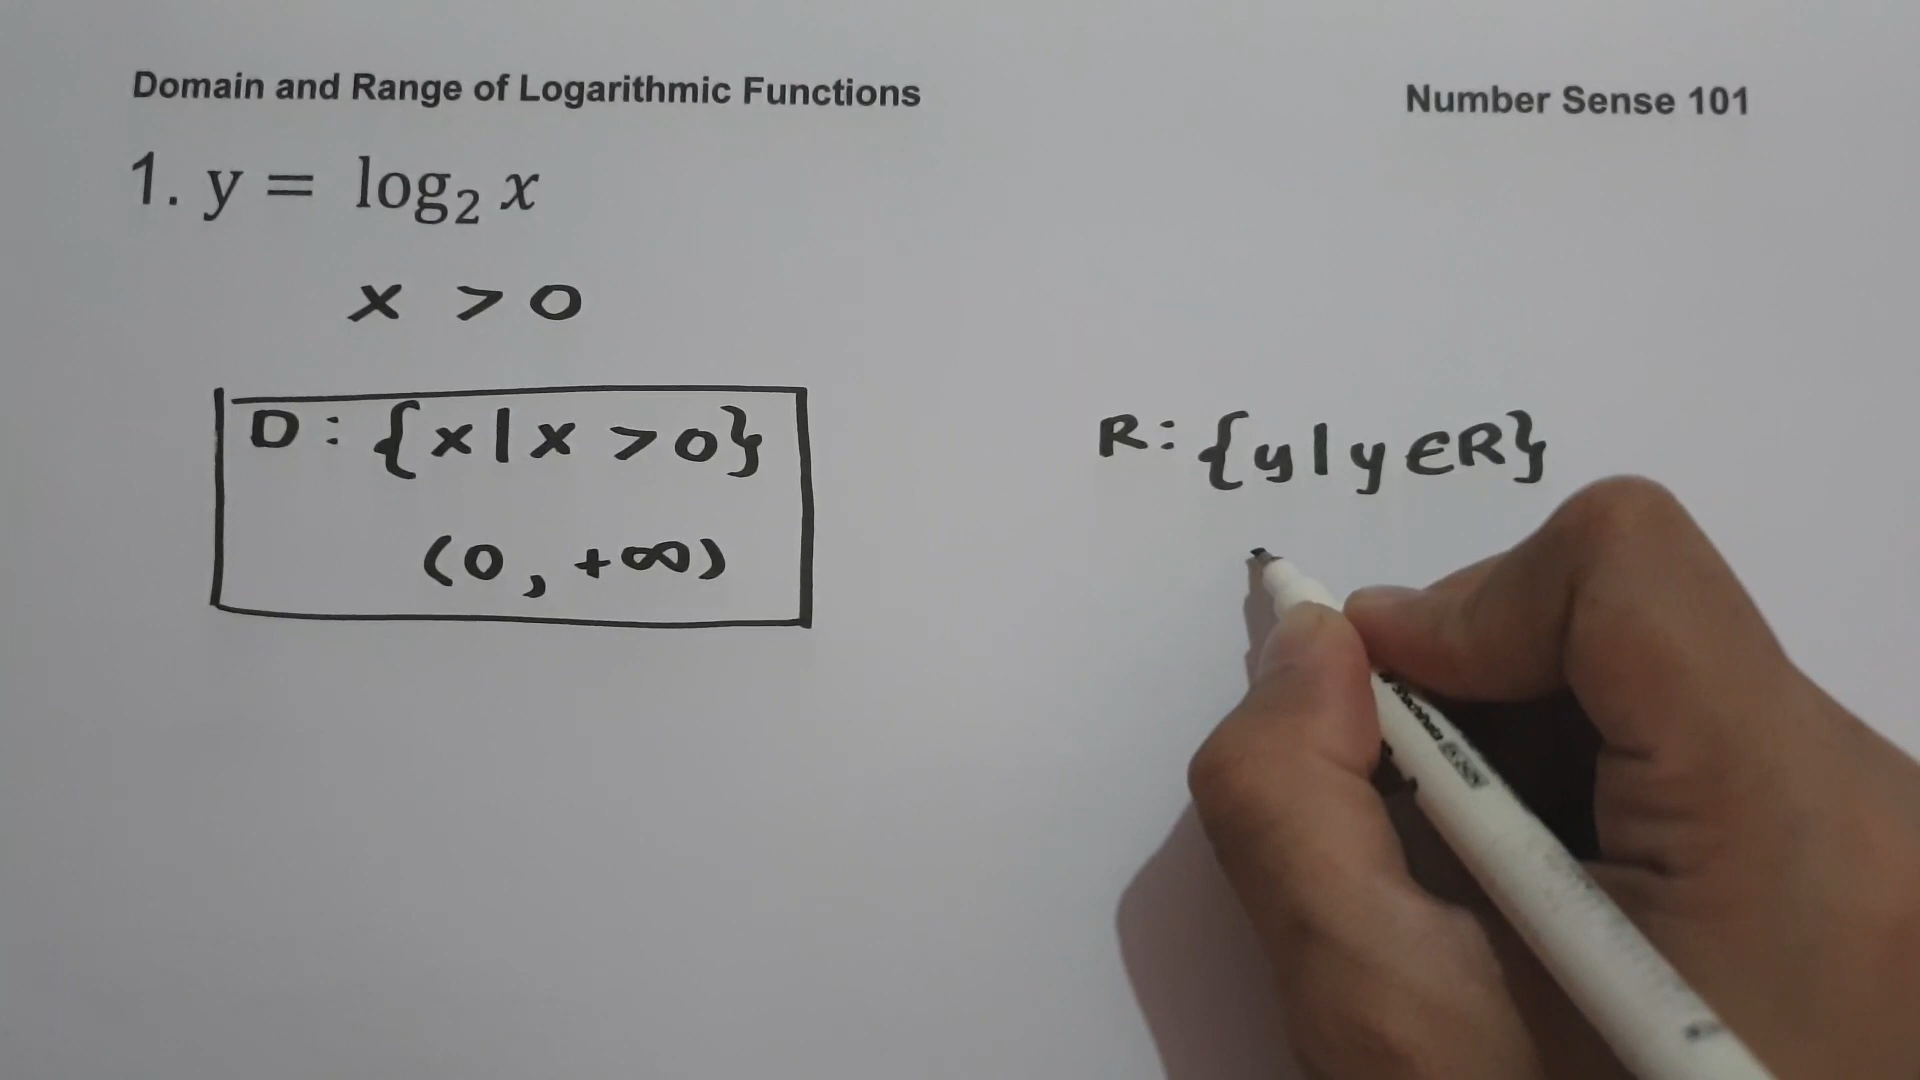 Domain and Range of Logarithmic Functions
Number Sense 101
1. y = log₂ x
x > 0
D: {x|x > 0}
(0, +∞)
R: {y|y∈R}